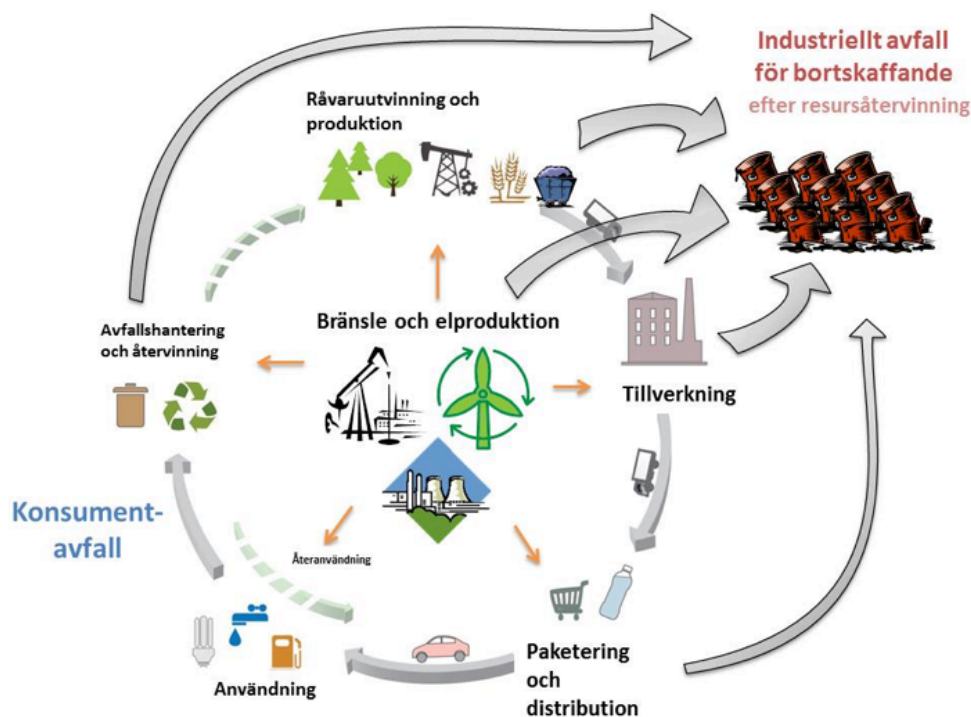 Industriellt avfall
för bortskaffande
efter resursåtervinning
Råvaruutvinning och
produktion
Bränsle och elproduktion
Avfallshantering
och återvinning
Tillverkning
Konsument-
avfall
Återanvändning
Användning
Paketering
och
distribution